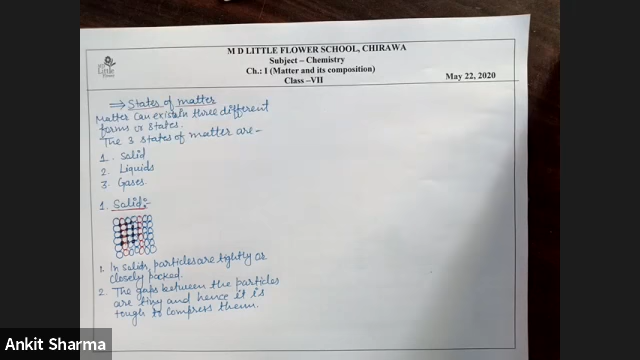 M D LITTLE FLOWER SCHOOL, CHIRAWA
Subject – Chemistry
Ch.: I (Matter and its composition)
Class –VII
May 22, 2020
Little
Flower
⇒ States of matter
Matter can exist in three different
forms or states.
The 3 states of matter are –
1. Solid
2. Liquids
3. Gases.
1. Solid:-
1. In solids, particles are tightly or
closely packed.
2. The gaps between the particles
are tiny and hence it is
tough to compress them.
Ankit Sharma